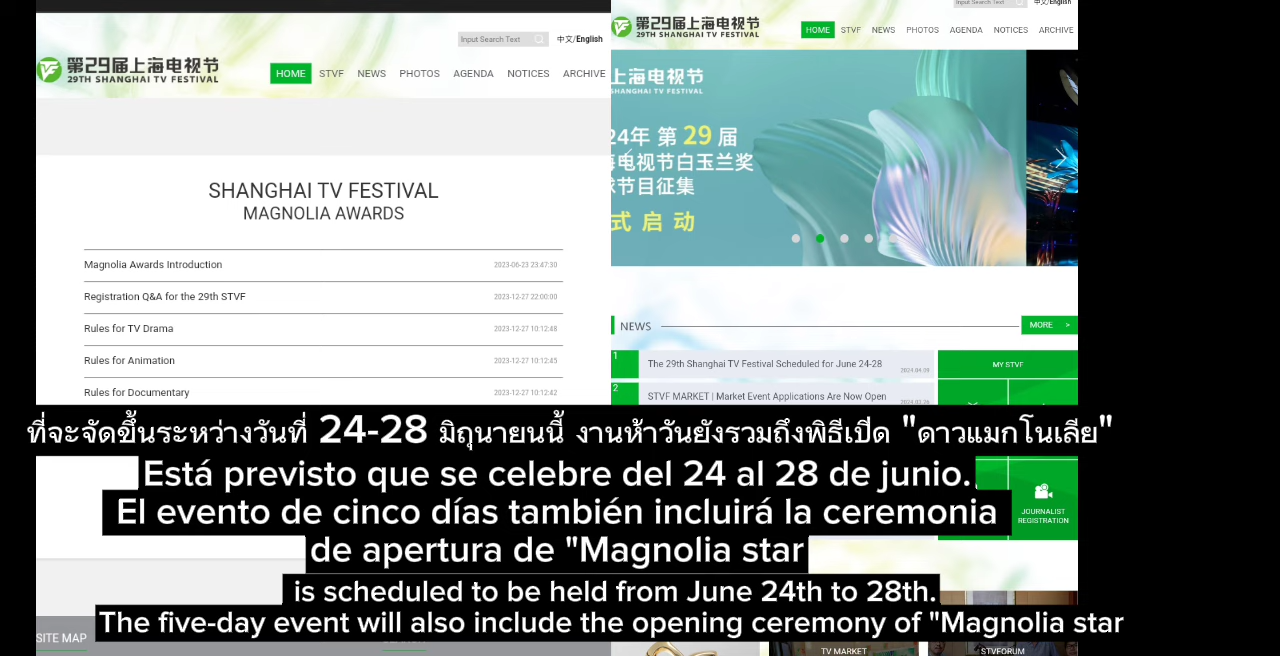 Input Search Text
中文/English
第29届上海电视节
29TH SHANGHAI TV FESTIVAL
HOME STVF NEWS PHOTOS AGENDA NOTICES ARCHIVE
SHANGHAI TV FESTIVAL
MAGNOLIA AWARDS
Magnolia Awards Introduction 2023-06-23 23:47:30
Registration Q&A for the 29th STVF 2023-12-27 22:00:00
Rules for TV Drama 2023-12-27 10:12:48
Rules for Animation 2023-12-27 10:12:45
Rules for Documentary 2023-12-27 10:12:42
Input Search Text
中文/English
第29届上海电视节
29TH SHANGHAI TV FESTIVAL
HOME STVF NEWS PHOTOS AGENDA NOTICES ARCHIVE
上海电视节
SHANGHAI TV FESTIVAL
24年 第 29 届
电视节白玉兰奖
节目征集
式 启 动
NEWS
MORE >
1 The 29th Shanghai TV Festival Scheduled for June 24-28
MY STVF
2 STVF MARKET | Market Event Applications Are Now Open
ที่จะจัดขึ้นระหว่างวันที่ 24-28 มิถุนายนนี้ งานห้าวันยังรวมถึงพิธีเปิด "ดาวแมกโนเลีย"
Está previsto que se celebre del 24 al 28 de junio.
El evento de cinco días también incluirá la ceremonia
de apertura de "Magnolia star
JOURNALIST
REGISTRATION
is scheduled to be held from June 24th to 28th.
The five-day event will also include the opening ceremony of "Magnolia star
SITE MAP
TV MARKET
STVFORUM